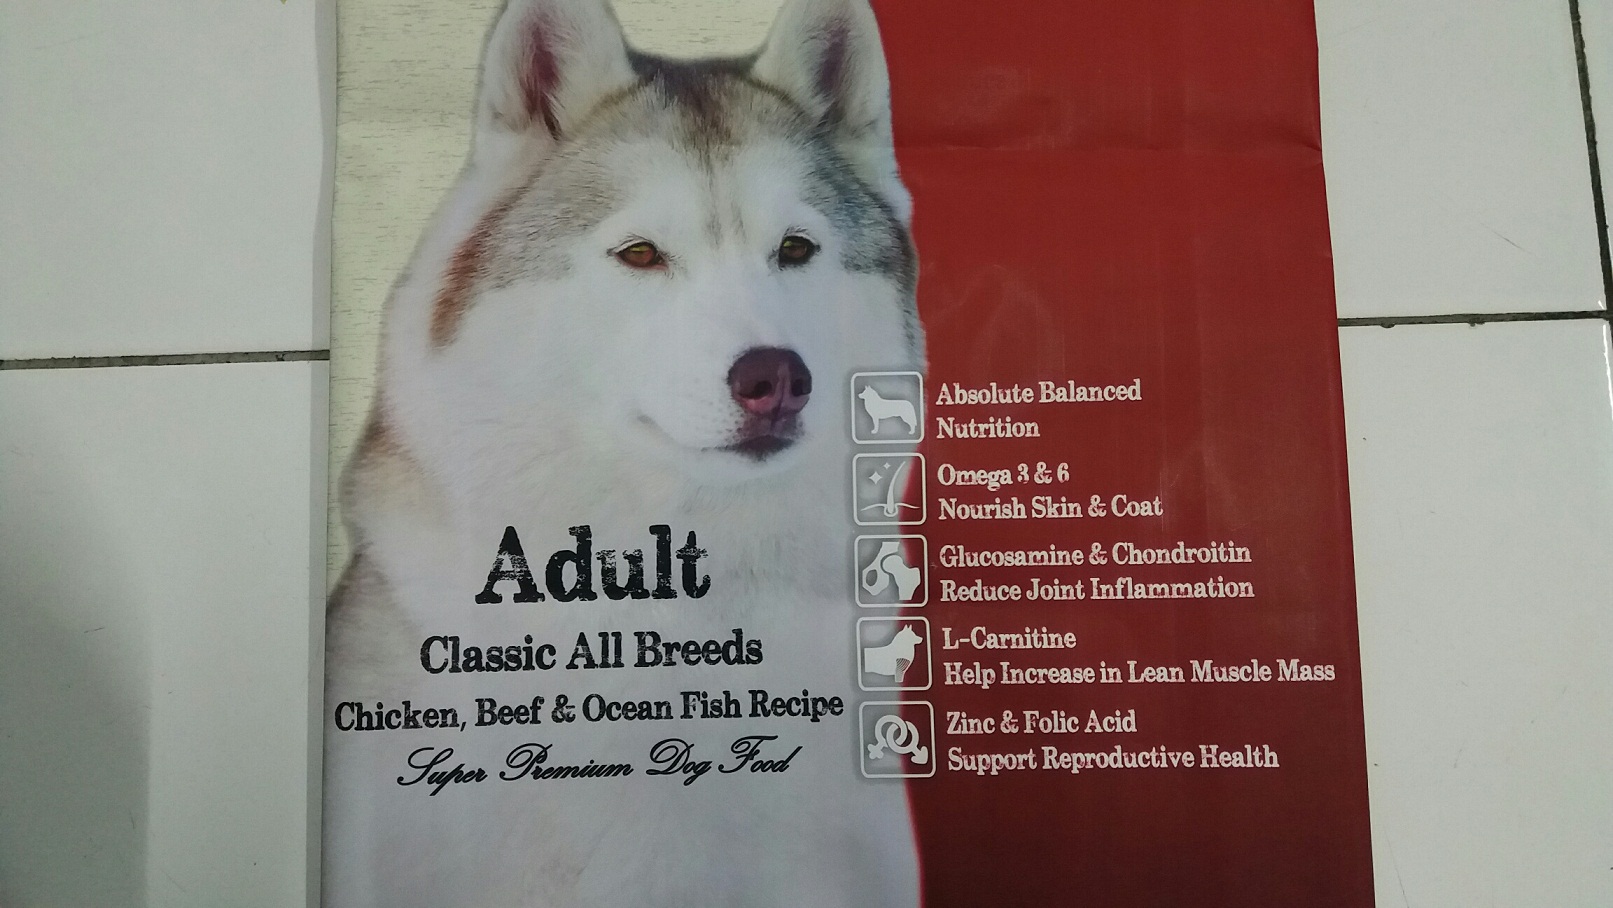 Adult
Classic All Breeds
Chicken, Beef & Ocean Fish Recipe
Super Premium Dog Food
Absolute Balanced
Nutrition
Omega 3 & 6
Nourish Skin & Coat
Glucosamine & Chondroitin
Reduce Joint Inflammation
L-Carnitine
Help Increase in Lean Muscle Mass
Zinc & Folic Acid
Support Reproductive Health